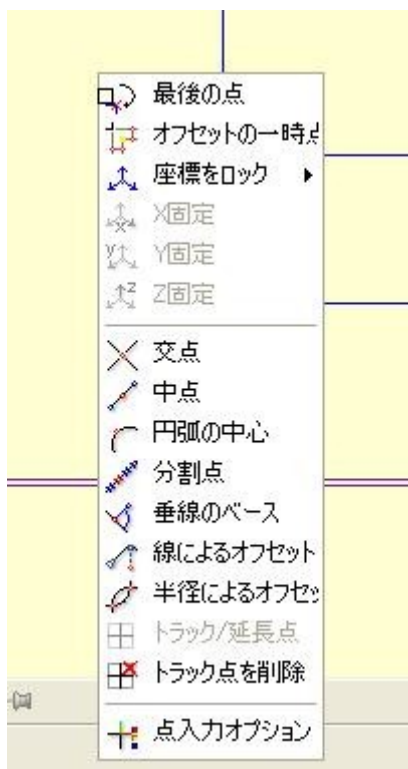 最後の点
オフセットの一時点
座標をロック
X固定
Y固定
Z固定
交点
中点
円弧の中心
分割点
垂線のベース
線によるオフセット
半径によるオフセッ
トラック/延長点
トラック点を削除
点入力オプション